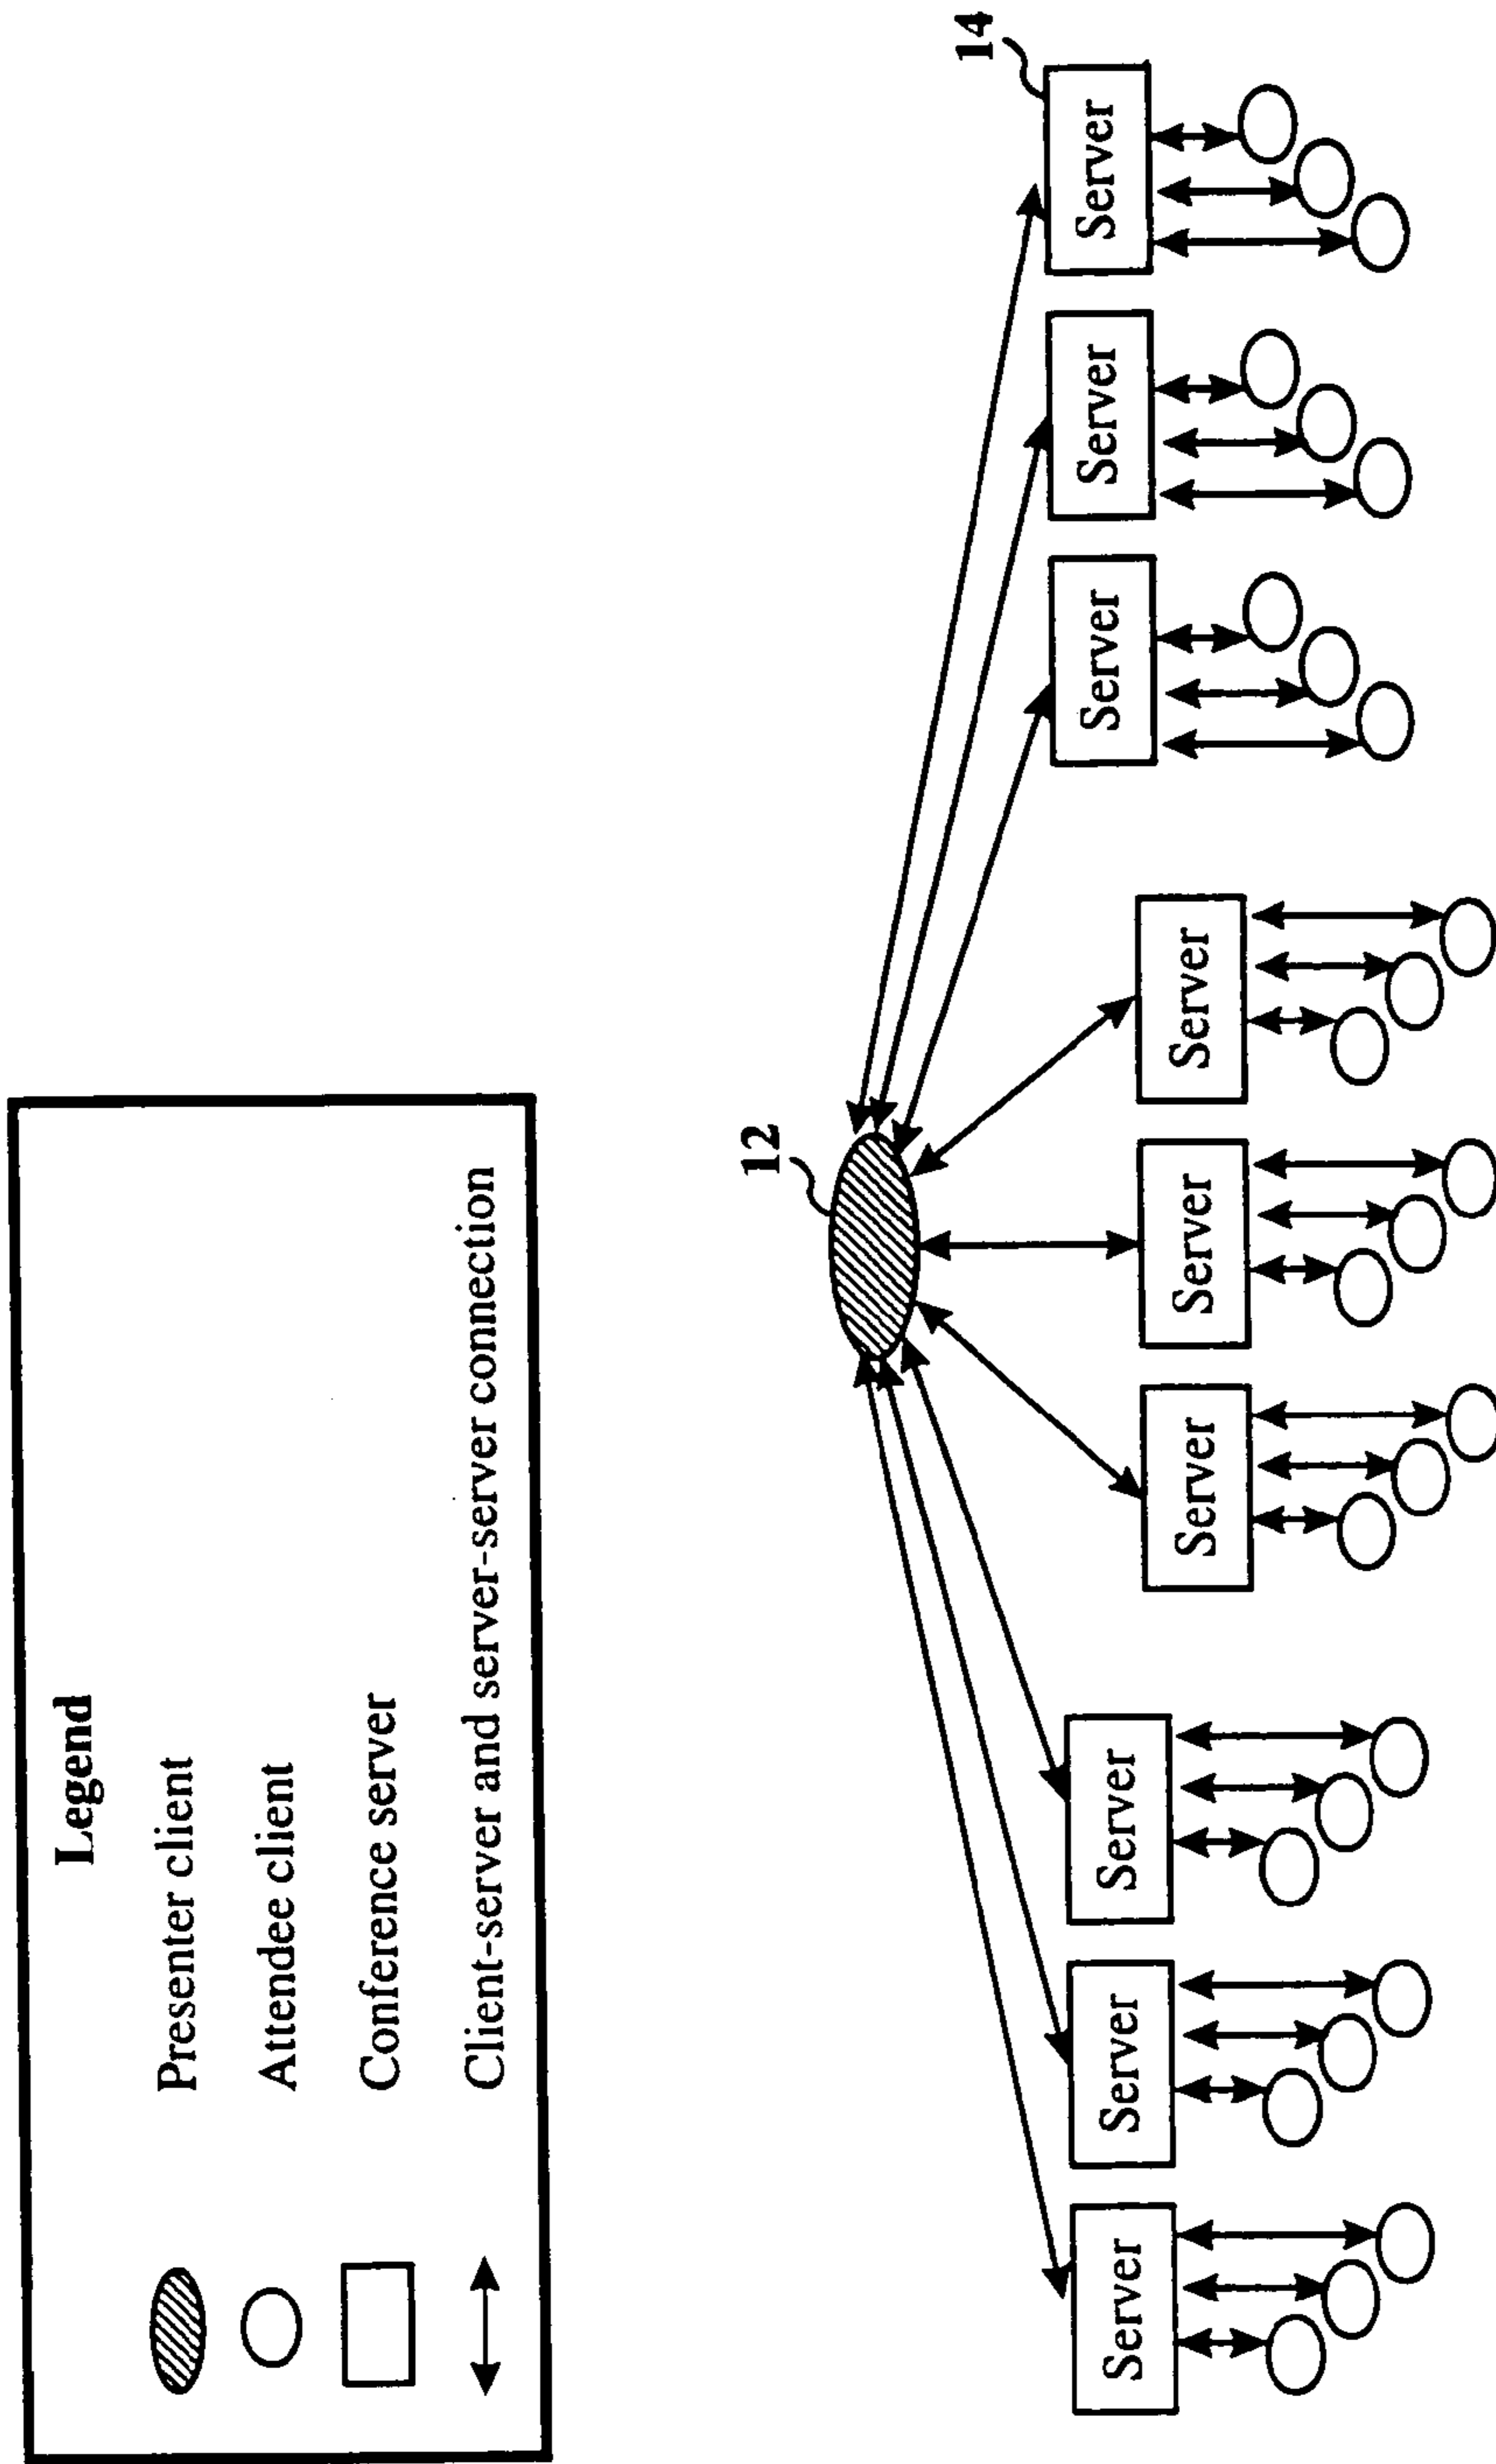 Legend
Presenter client
Attendee client
Conference server
Client-server and server-server connection
12
14
Server
Server
Server
Server
Server
Server
Server
Server
Server